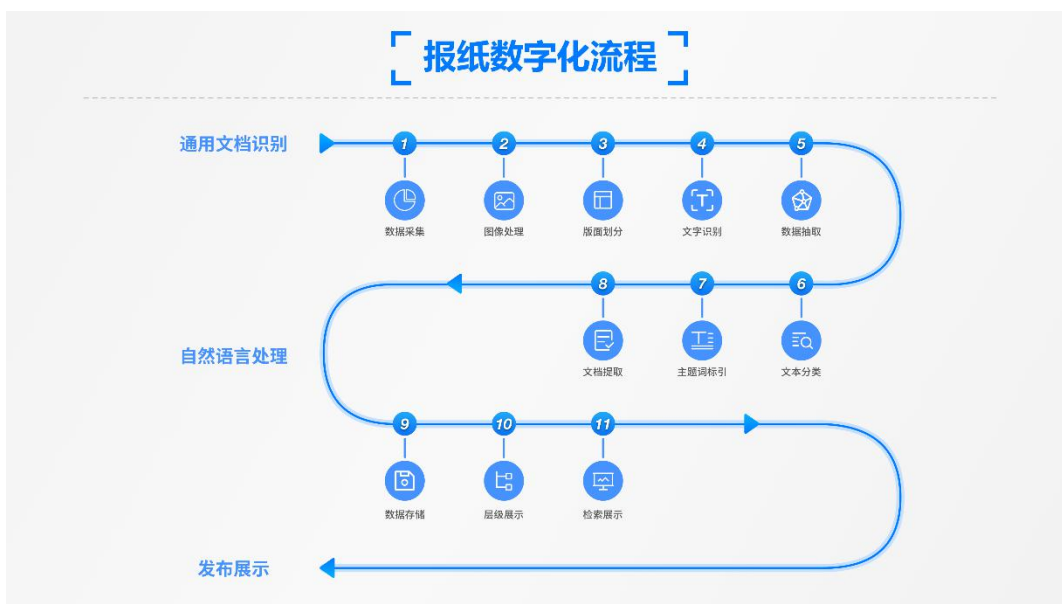 报纸数字化流程
通用文档识别
1 2 3 4 5
数据采集 图像处理 版面划分 文字识别 数据抽取
8 7 6
自然语言处理
文档提取 主题词标引 文本分类
9 10 11
数据存储 层级展示 检索展示
发布展示